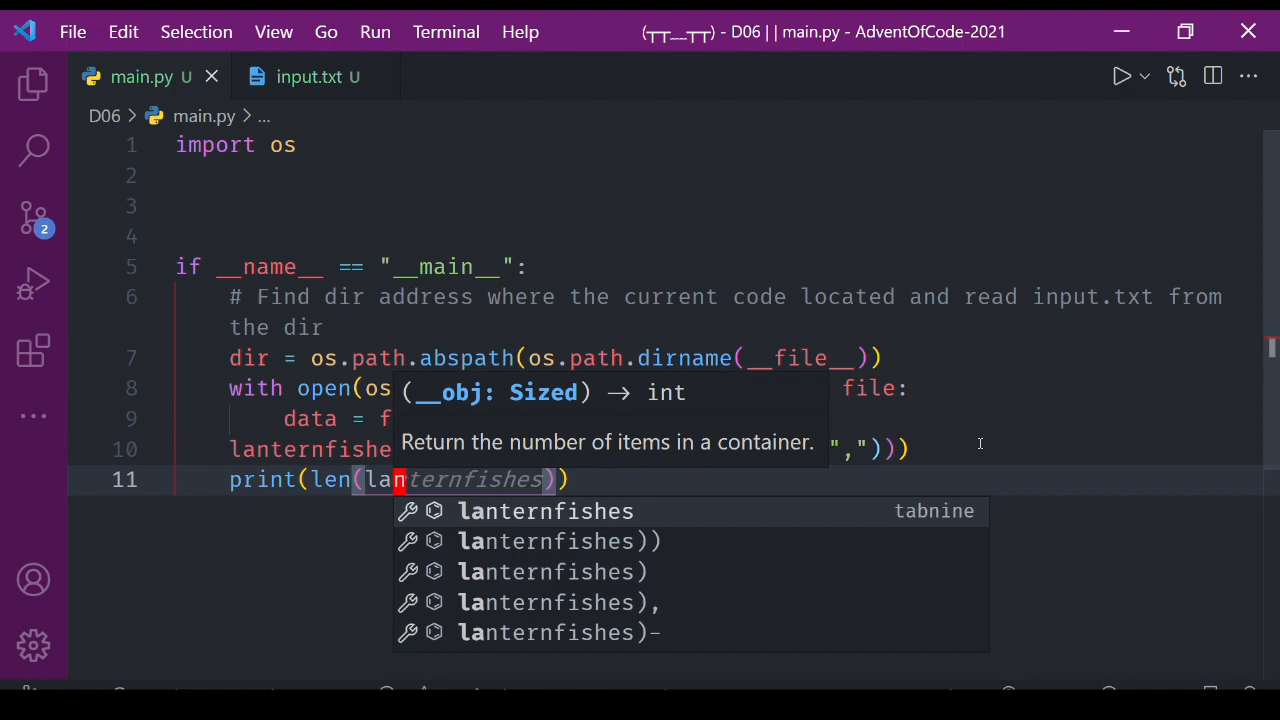 File Edit Selection View Go Run Terminal Help (┬┬﹏┬┬) - D06 | | main.py - AdventOfCode-2021
main.py U input.txt U
D06 > main.py > ...
1 import os
2
3
4
5 if __name__ == "__main__":
6 # Find dir address where the current code located and read input.txt from
the dir
7 dir = os.path.abspath(os.path.dirname(__file__))
8 with open(os file:
(__obj: Sized) → int
9 data = f
Return the number of items in a container.
10 lanternfishe ",")))
11 print(len(lanternfishes))
lanternfishes tabnine
lanternfishes))
lanternfishes)
lanternfishes),
lanternfishes)-
2